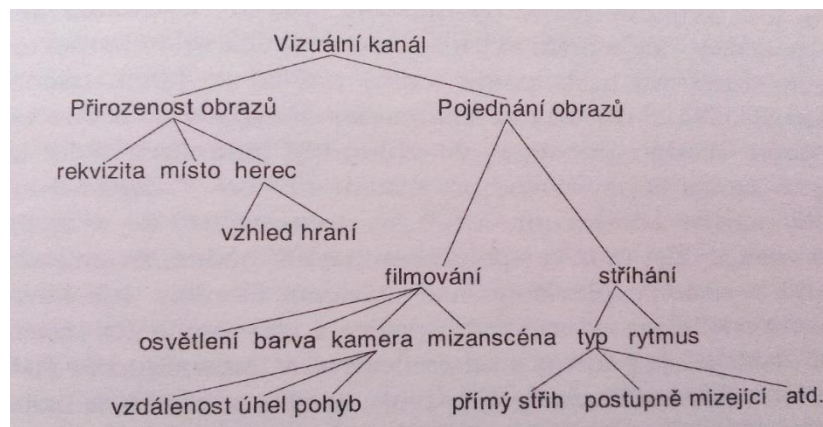 Vizuální kanál
Přirozenost obrazů Pojednání obrazů
rekvizita místo herec
vzhled hraní
filmování stříhání
osvětlení barva kamera mizanscéna typ rytmus
vzdálenost úhel pohyb přímý střih postupně mizející atd.